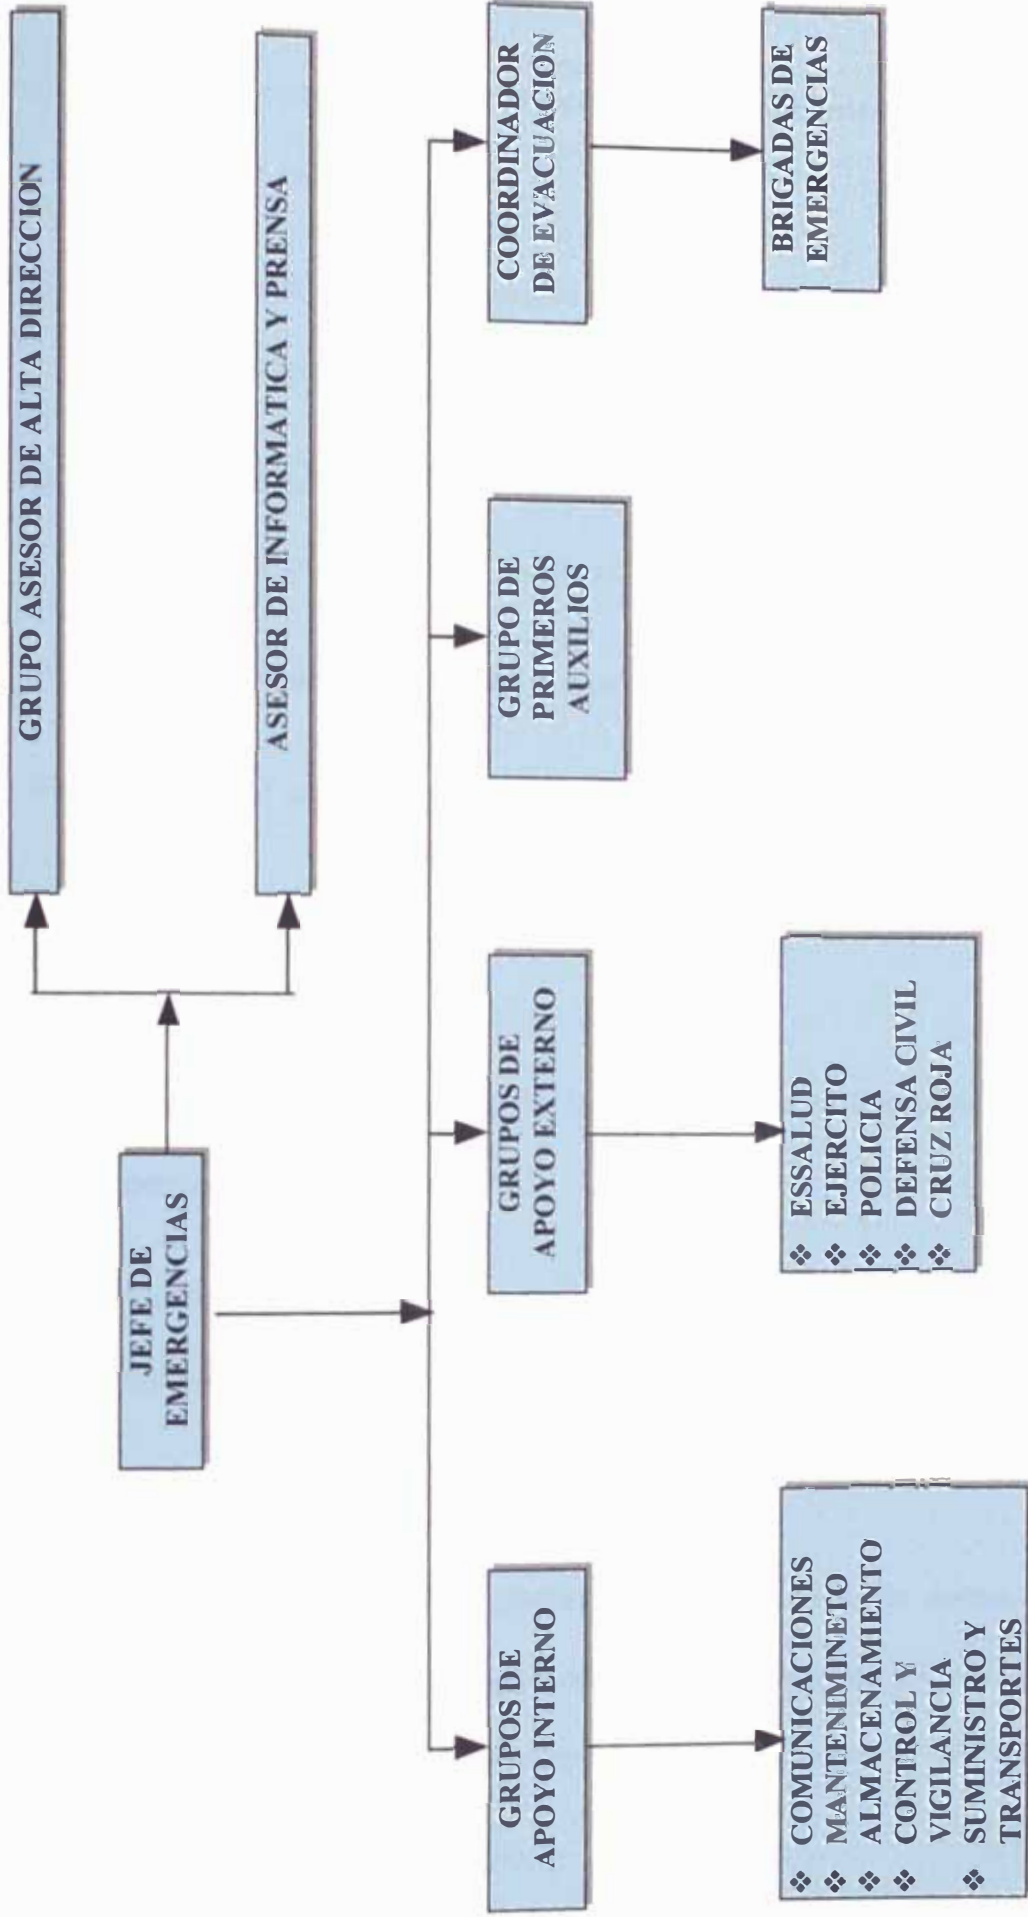 GRUPO ASESOR DE ALTA DIRECCION
JEFE DE
EMERGENCIAS
ASESOR DE INFORMATICA Y PRENSA
GRUPOS DE
APOYO INTERNO
GRUPOS DE
APOYO EXTERNO
GRUPO DE
PRIMEROS
AUXILIOS
COORDINADOR
DE EVACUACION
❖ COMUNICACIONES
❖ MANTENIMINETO
❖ ALMACENAMIENTO
❖ CONTROL Y
VIGILANCIA
❖ SUMINISTRO Y
TRANSPORTES
❖ ESSALUD
❖ EJERCITO
❖ POLICIA
❖ DEFENSA CIVIL
❖ CRUZ ROJA
BRIGADAS DE
EMERGENCIAS